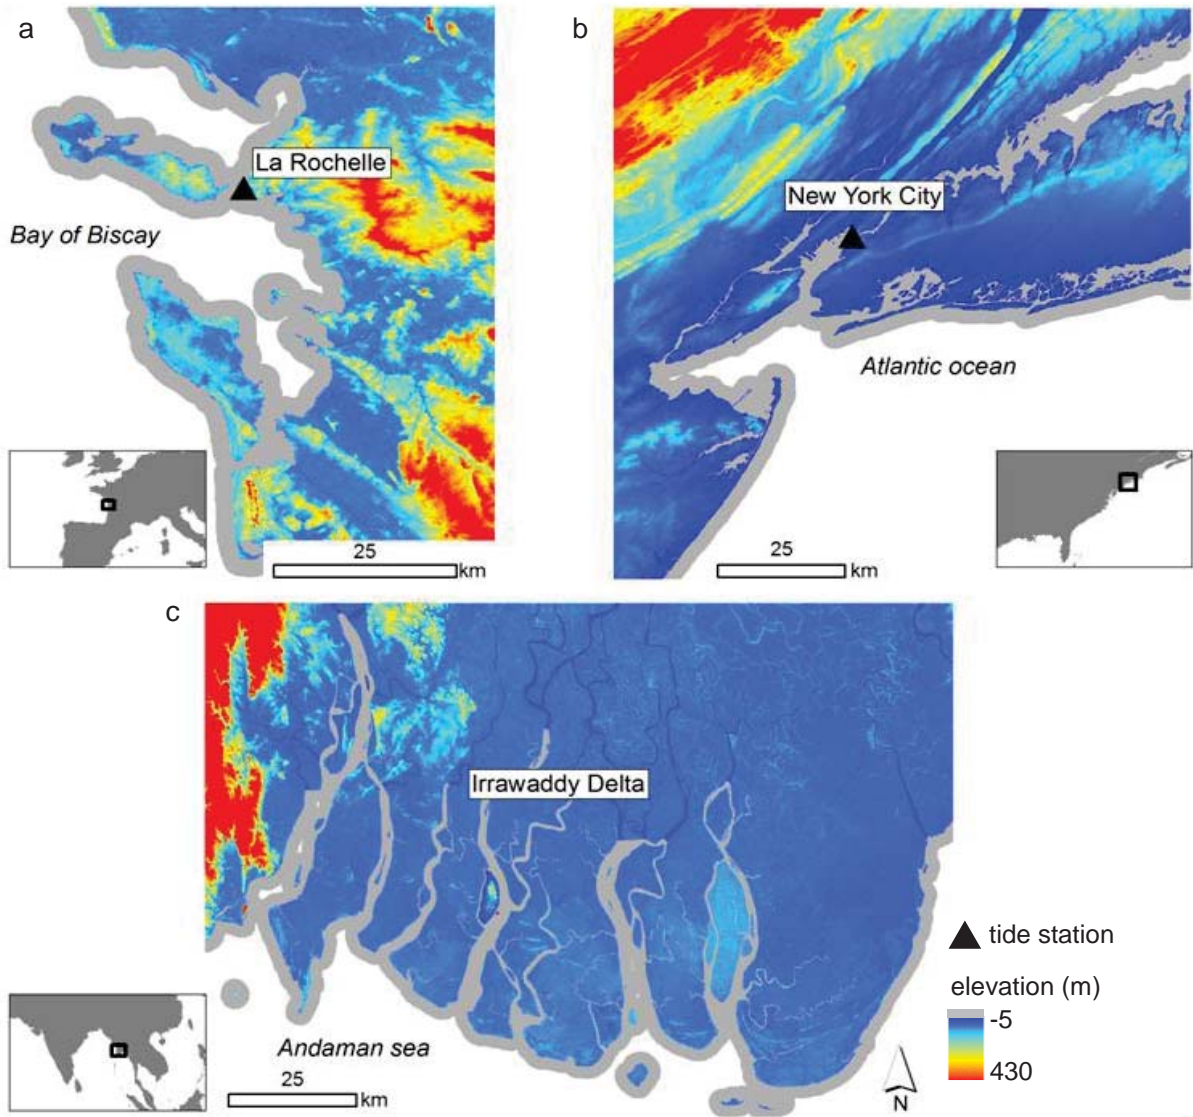 a
La Rochelle
Bay of Biscay
25
km
b
New York City
Atlantic ocean
25
km
c
Irrawaddy Delta
Andaman sea
25
km
N
tide station
elevation (m)
-5
430